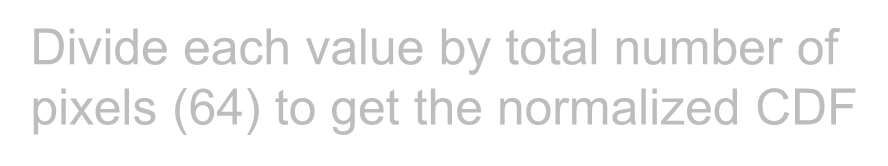 Divide each value by total number of
pixels (64) to get the normalized CDF